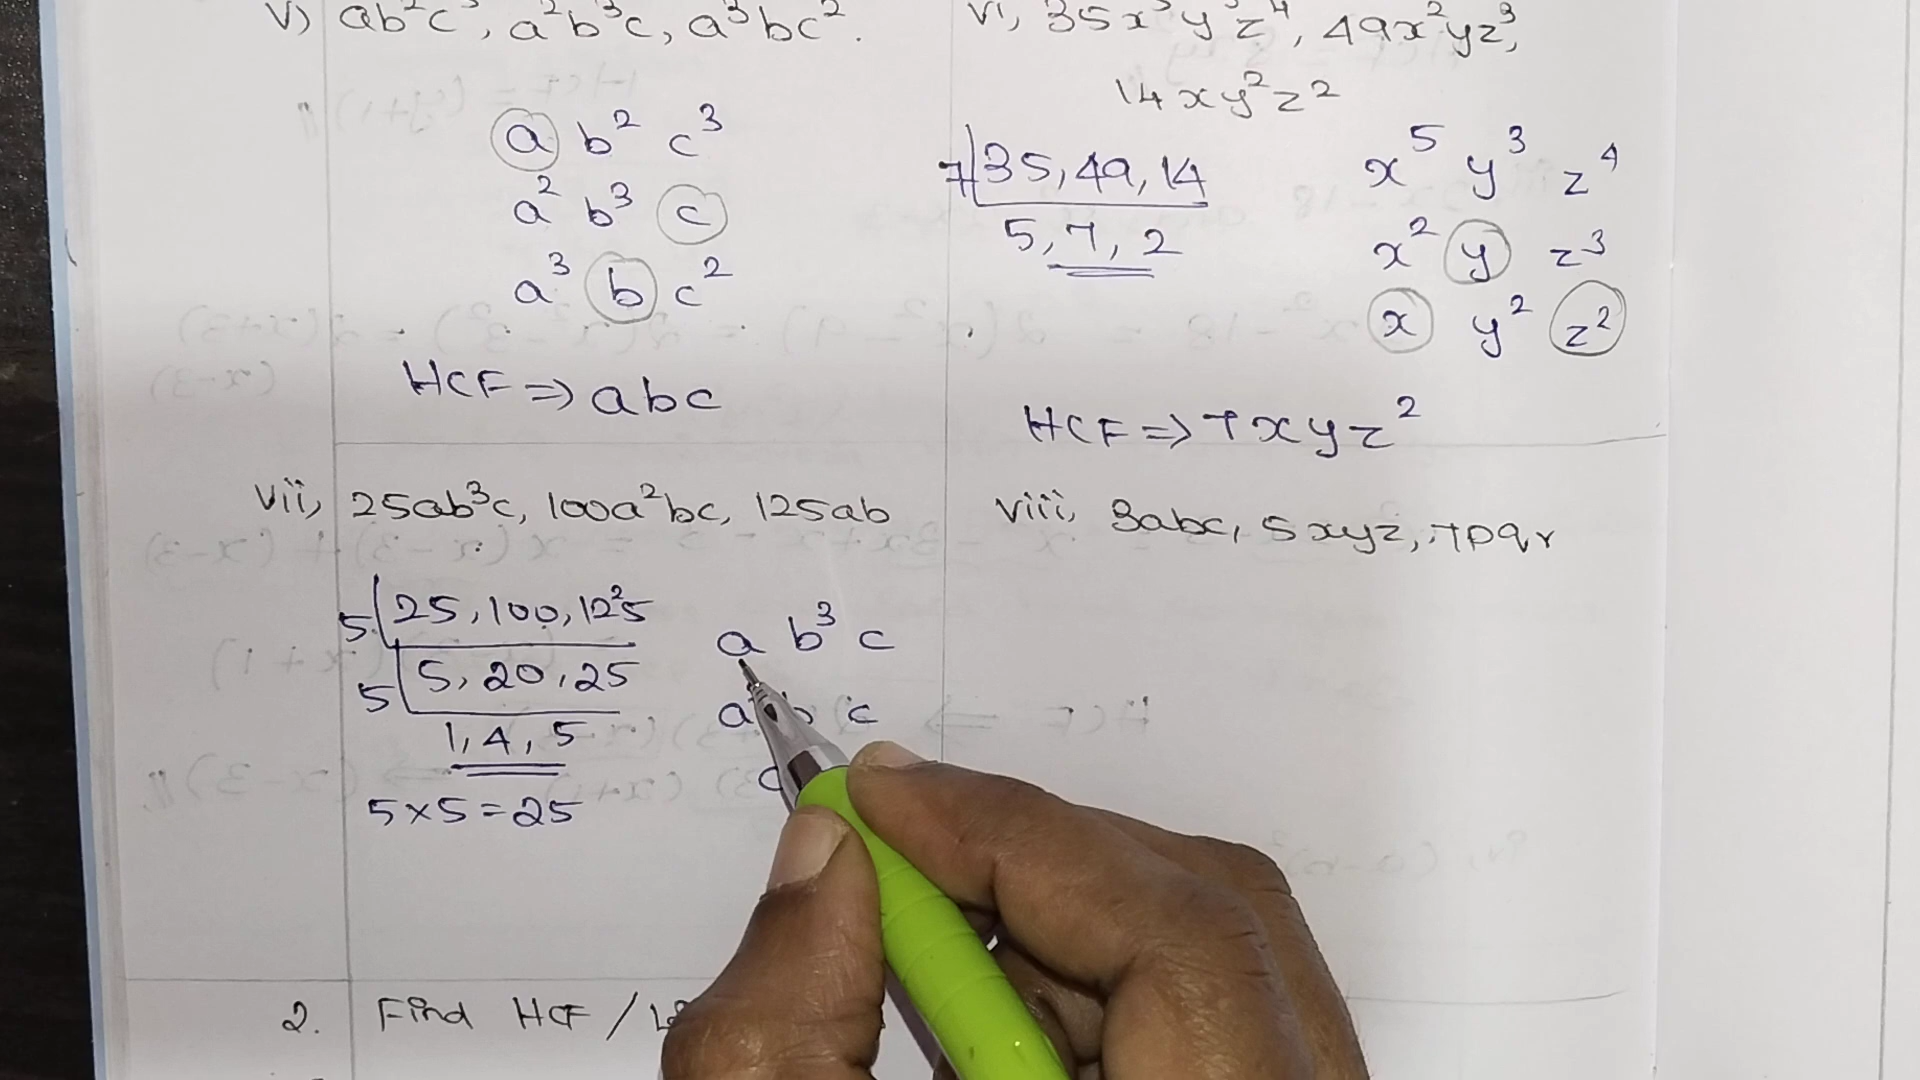 v) ab²c³, a²b³c, a³bc².
a b² c³
a² b³ c
a³ b c²
HCF ⇒ abc
vi, 35x⁵y³z⁴, 49x²yz³,
14xy²z²
7|35, 49, 14
5, 7, 2
x⁵ y³ z⁴
x² y z³
x y² z²
HCF ⇒ 7xyz²
vii, 25ab³c, 100a²bc, 125ab
5|25, 100, 12²5
5|5, 20, 25
1, 4, 5
5×5=25
a b³ c
a b c
viii, 3abc, 5xyz, 7pqr
2. Find HCF /